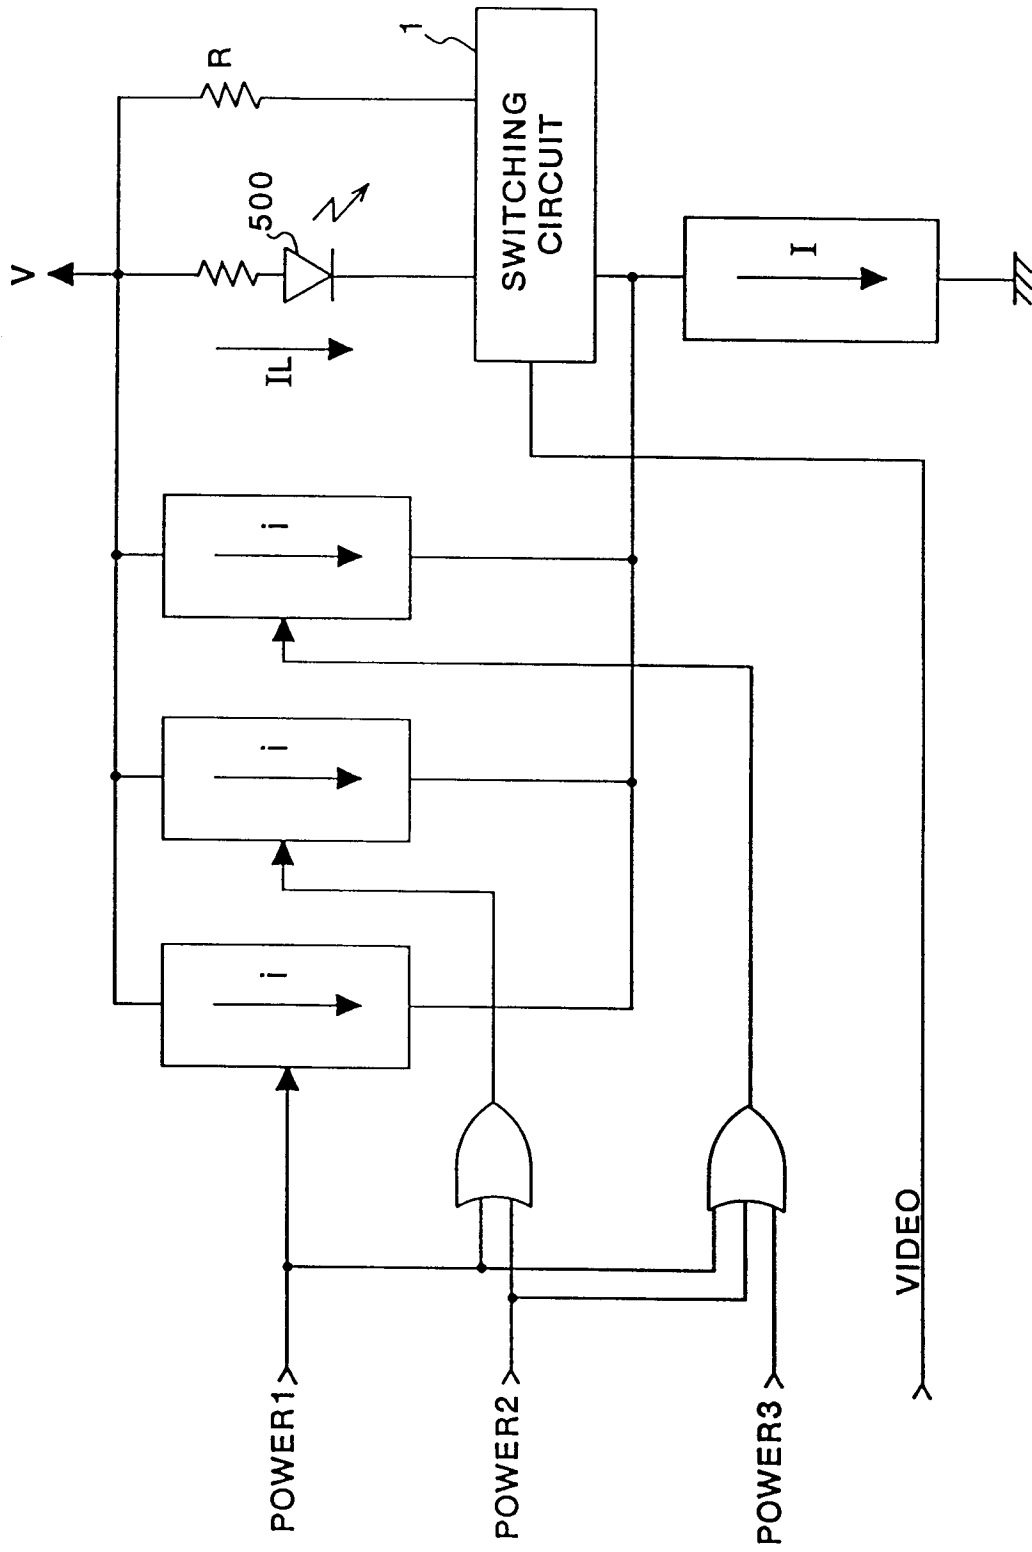 V
R
500
IL
1
SWITCHING
CIRCUIT
i
i
i
I
POWER1
POWER2
POWER3
VIDEO